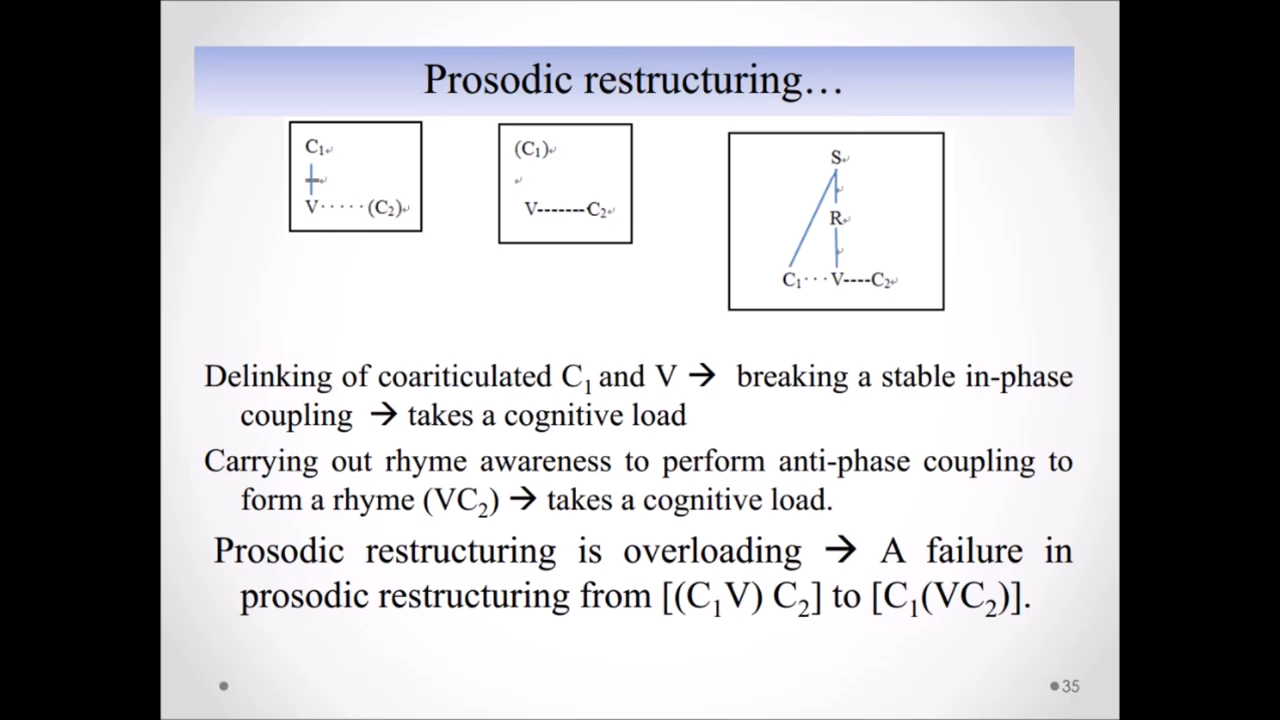 Prosodic restructuring…
C₁↵
↵
V·····(C₂)↵
(C₁)↵
↵
V-------C₂↵
S↵
↵
R↵
↵
C₁···V----C₂↵
Delinking of coariticulated C₁ and V → breaking a stable in-phase
coupling → takes a cognitive load
Carrying out rhyme awareness to perform anti-phase coupling to
form a rhyme (VC₂) → takes a cognitive load.
Prosodic restructuring is overloading → A failure in
prosodic restructuring from [(C₁V) C₂] to [C₁(VC₂)].
35